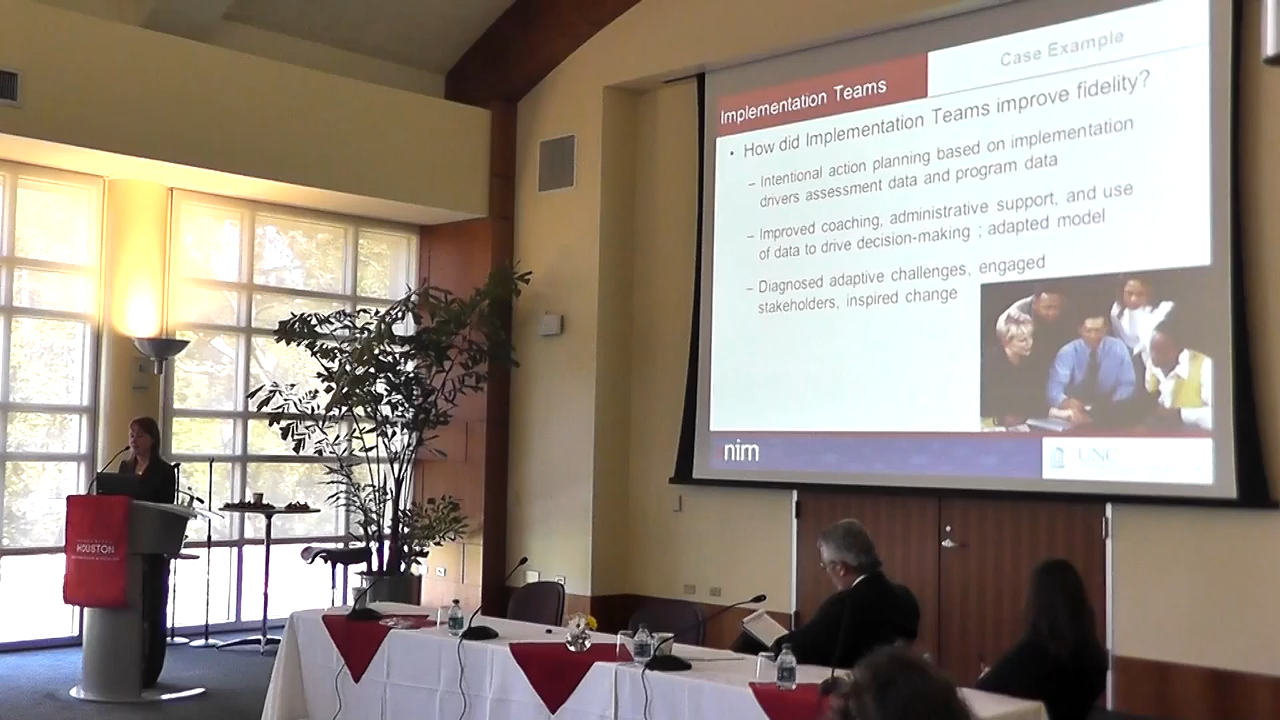 Case Example
Implementation Teams
• How did Implementation Teams improve fidelity?
– Intentional action planning based on implementation
drivers assessment data and program data
– Improved coaching, administrative support, and use
of data to drive decision-making ; adapted model
– Diagnosed adaptive challenges, engaged
stakeholders, inspired change
nirn
UNC
HOUSTON